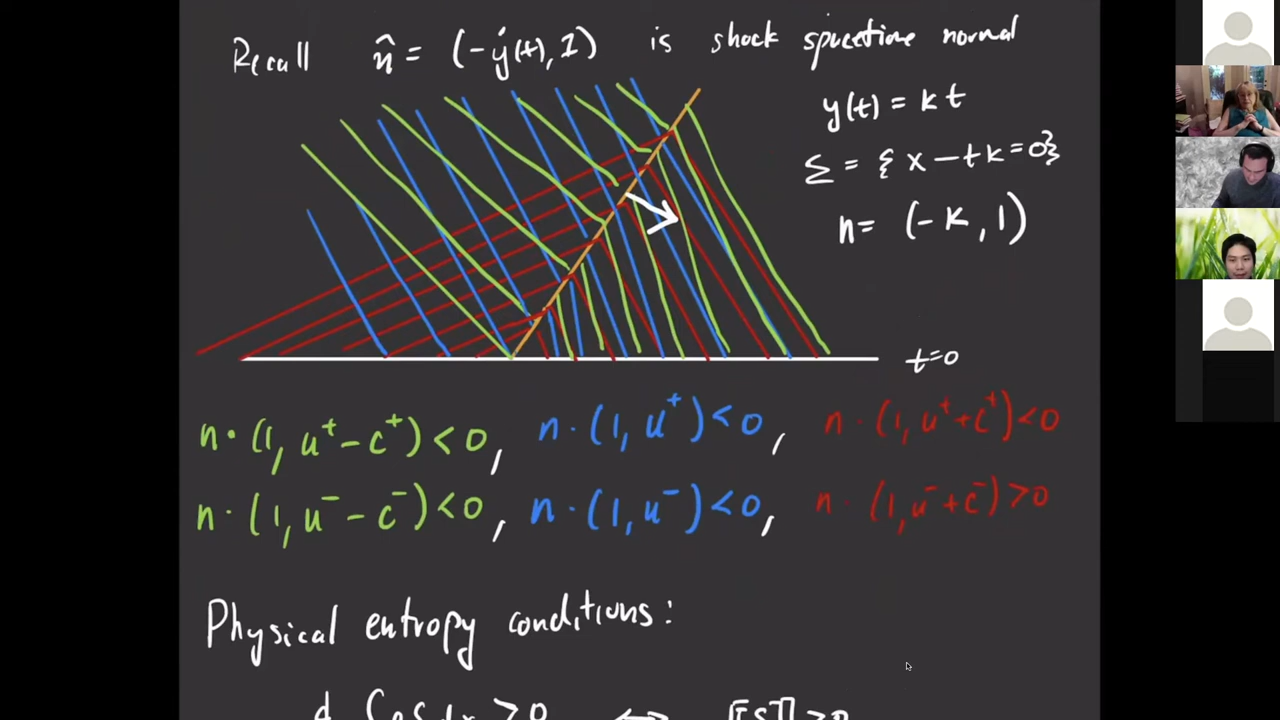 Recall n̂ = (-ẏ(t), 1) is shock spacetime normal
y(t) = kt
Σ = { x - tk = 0}
n = (-k, 1)
t=0
n · (1, u⁺ - c⁺) < 0, n · (1, u⁺) < 0, n · (1, u⁺ + c⁺) < 0
n · (1, u⁻ - c⁻) < 0, n · (1, u⁻) < 0, n · (1, u⁻ + c⁻) > 0
Physical entropy conditions: